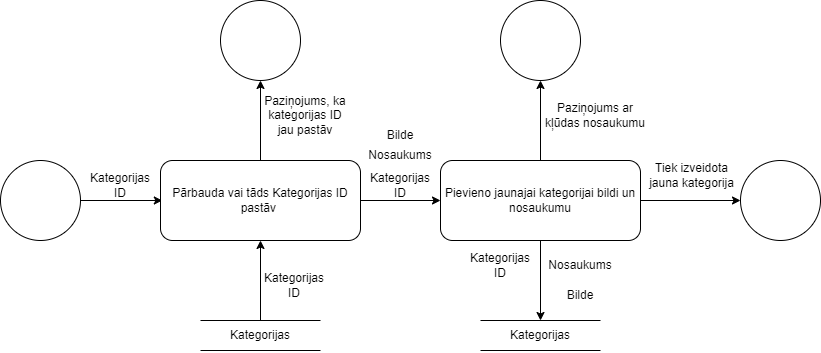 Paziņojums, ka
kategorijas ID
jau pastāv
Paziņojums ar
kļūdas nosaukumu
Kategorijas
ID
Pārbauda vai tāds Kategorijas ID
pastāv
Bilde
Nosaukums
Kategorijas
ID
Pievieno jaunajai kategorijai bildi un
nosaukumu
Tiek izveidota
jauna kategorija
Kategorijas
ID
Kategorijas
ID
Nosaukums
Bilde
Kategorijas
Kategorijas